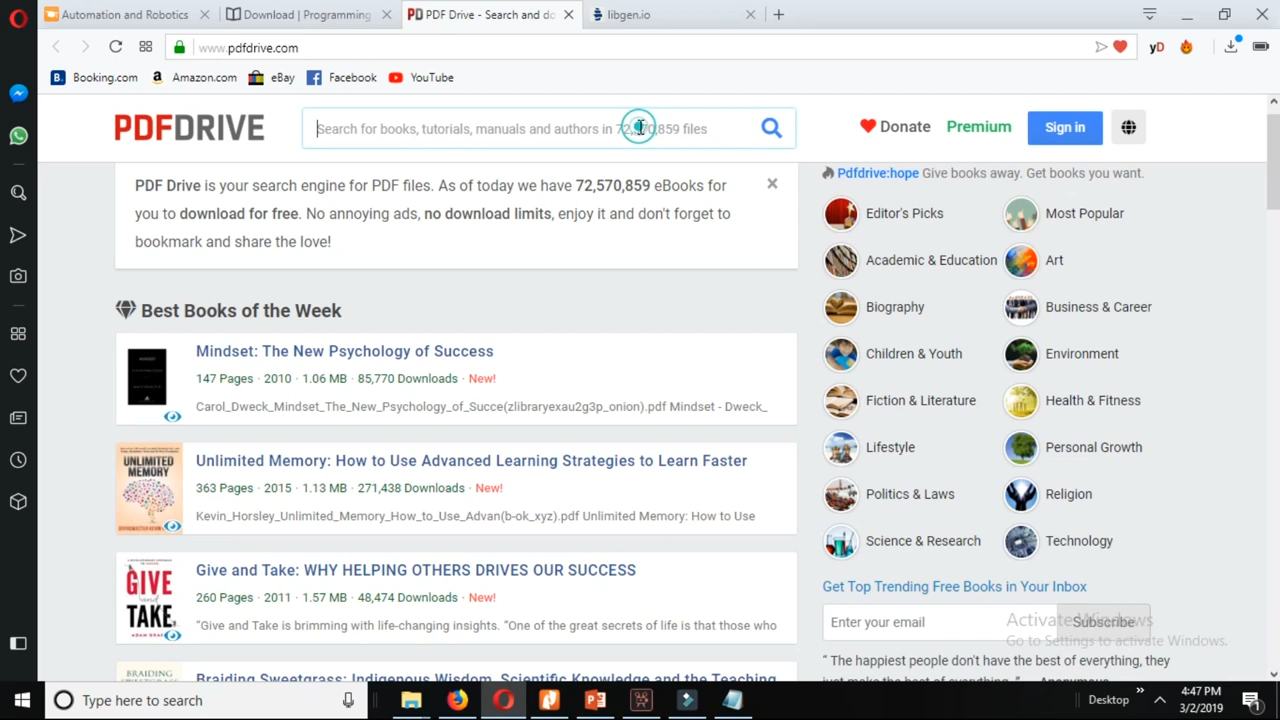 Automation and Robotics
Download | Programming
PDF Drive - Search and do
libgen.io
www.pdfdrive.com
yD
Booking.com
Amazon.com
eBay
Facebook
YouTube
PDFDRIVE
Search for books, tutorials, manuals and authors in 72,570,859 files
Donate
Premium
Sign in
PDF Drive is your search engine for PDF files. As of today we have 72,570,859 eBooks for
you to download for free. No annoying ads, no download limits, enjoy it and don't forget to
bookmark and share the love!
Best Books of the Week
Mindset: The New Psychology of Success
147 Pages · 2010 · 1.06 MB · 85,770 Downloads · New!
Carol_Dweck_Mindset_The_New_Psychology_of_Succe(zlibraryexau2g3p_onion).pdf Mindset - Dweck_
UNLIMITED
MEMORY
Unlimited Memory: How to Use Advanced Learning Strategies to Learn Faster
363 Pages · 2015 · 1.13 MB · 271,438 Downloads · New!
Kevin_Horsley_Unlimited_Memory_How_to_Use_Advan(b-ok_xyz).pdf Unlimited Memory: How to Use
GIVE
and
TAKE
Give and Take: WHY HELPING OTHERS DRIVES OUR SUCCESS
260 Pages · 2011 · 1.57 MB · 48,474 Downloads · New!
"Give and Take is brimming with life-changing insights. "One of the great secrets of life is that those who
BRAIDING
Braiding Sweetgrass: Indigenous Wisdom, Scientific Knowledge and the Teaching
Pdfdrive:hope Give books away. Get books you want.
Editor's Picks
Most Popular
Academic & Education
Art
Biography
Business & Career
Children & Youth
Environment
Fiction & Literature
Health & Fitness
Lifestyle
Personal Growth
Politics & Laws
Religion
Science & Research
Technology
Get Top Trending Free Books in Your Inbox
Enter your email
Subscribe
Activate Windows
Go to Settings to activate Windows.
" The happiest people don't have the best of everything, they
Type here to search
Desktop
4:47 PM
3/2/2019
1